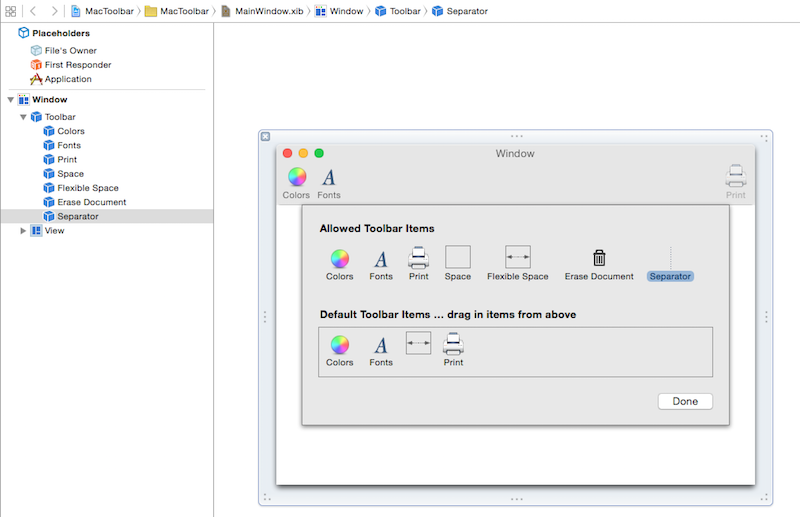 MacToolbar MacToolbar MainWindow.xib Window Toolbar Separator
Placeholders
File's Owner
First Responder
Application
Window
Toolbar
Colors
Fonts
Print
Space
Flexible Space
Erase Document
Separator
View
Window
Colors Fonts Print
Allowed Toolbar Items
Colors Fonts Print Space Flexible Space Erase Document Separator
Default Toolbar Items ... drag in items from above
Colors Fonts Print
Done